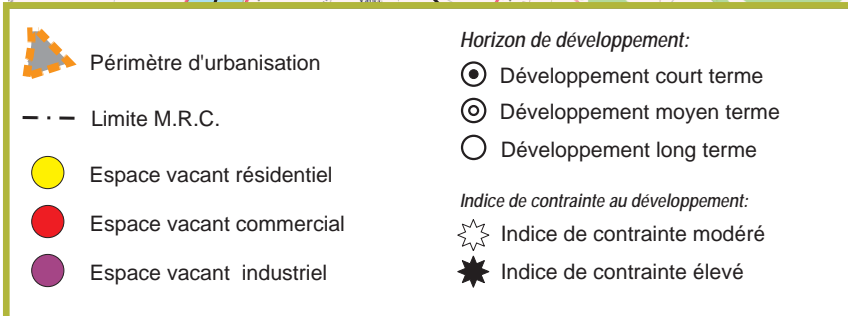 Périmètre d'urbanisation
Limite M.R.C.
Espace vacant résidentiel
Espace vacant commercial
Espace vacant industriel
Horizon de développement:
Développement court terme
Développement moyen terme
Développement long terme
Indice de contrainte au développement:
Indice de contrainte modéré
Indice de contrainte élevé